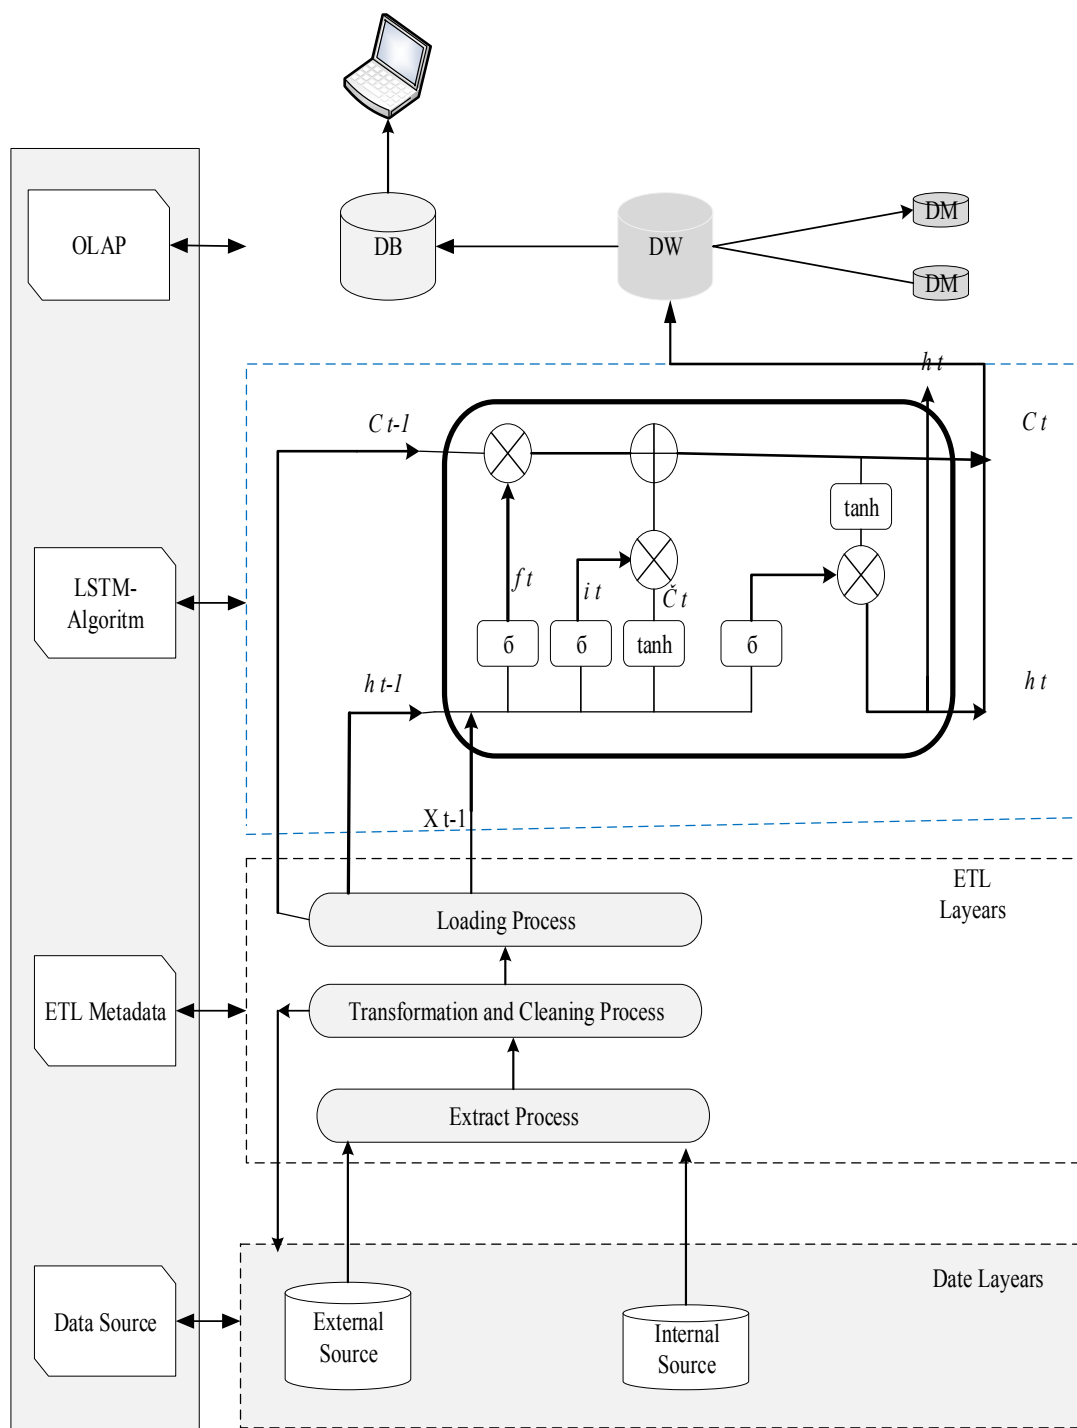 OLAP
DB
DW
DM
DM
h t
C t-1
C t
tanh
f t
i t
Č t
LSTM-
Algoritm
б
б
tanh
б
h t-1
h t
X t-1
ETL
Layears
Loading Process
ETL Metadata
Transformation and Cleaning Process
Extract Process
Date Layears
Data Source
External
Source
Internal
Source